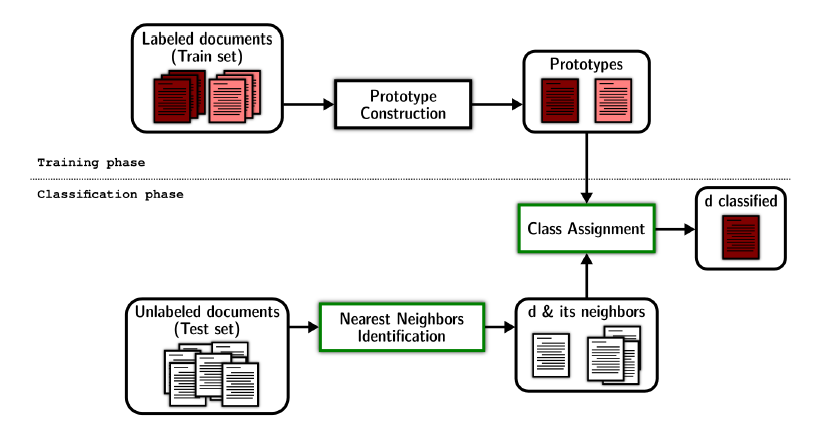 Labeled documents
(Train set)
Prototype
Construction
Prototypes
Training phase
Classification phase
Class Assignment
d classified
Unlabeled documents
(Test set)
Nearest Neighbors
Identification
d & its neighbors